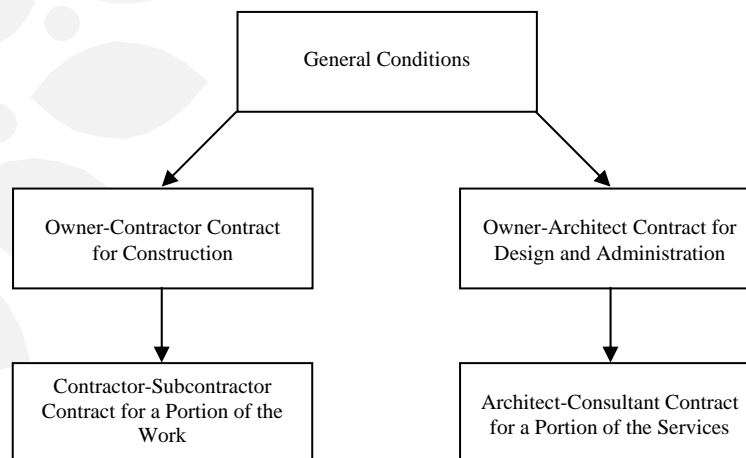 General Conditions
Owner-Contractor Contract
for Construction
Owner-Architect Contract for
Design and Administration
Contractor-Subcontractor
Contract for a Portion of the
Work
Architect-Consultant Contract
for a Portion of the Services